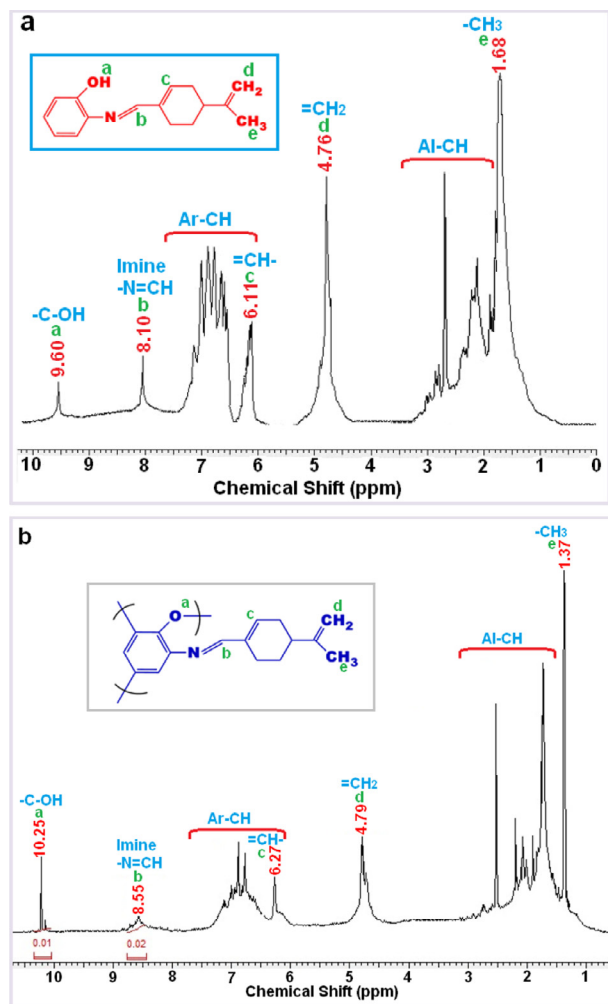 a
-CH3
e
1.68
a
OH
c
d
CH2
N
b
CH3
e
=CH2
d
4.76
Al-CH
Ar-CH
Imine
-N=CH
b
8.10
=CH-
c
6.11
-C-OH
a
9.60
10 9 8 7 6 5 4 3 2 1 0
Chemical Shift (ppm)
b
-CH3
e
1.37
a
O
c
d
CH2
N
b
CH3
e
Al-CH
=CH2
d
4.79
Ar-CH
=CH-
c
6.27
-C-OH
a
10.25
Imine
-N=CH
b
8.55
0.01 0.02
10 9 8 7 6 5 4 3 2 1
Chemical Shift (ppm)